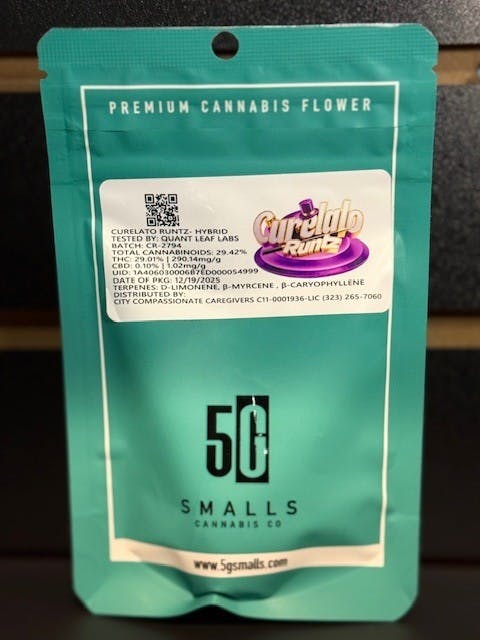 PREMIUM CANNABIS FLOWER
Curelato
Runtz
CURELATO RUNTZ- HYBRID
TESTED BY: QUANT LEAF LABS
BATCH: CR-2794
TOTAL CANNABINOIDS: 29.42%
THC: 29.01% | 290.14mg/g
CBD: 0.10% | 1.02mg/g
UID: 1A406030006B7ED000054999
DATE OF PKG: 12/19/2025
TERPENES: D-LIMONENE, β-MYRCENE , β-CARYOPHYLLENE
DISTRIBUTED BY:
CITY COMPASSIONATE CAREGIVERS C11-0001936-LIC (323) 265-7060
5G
SMALLS
CANNABIS CO
www.5gsmalls.com